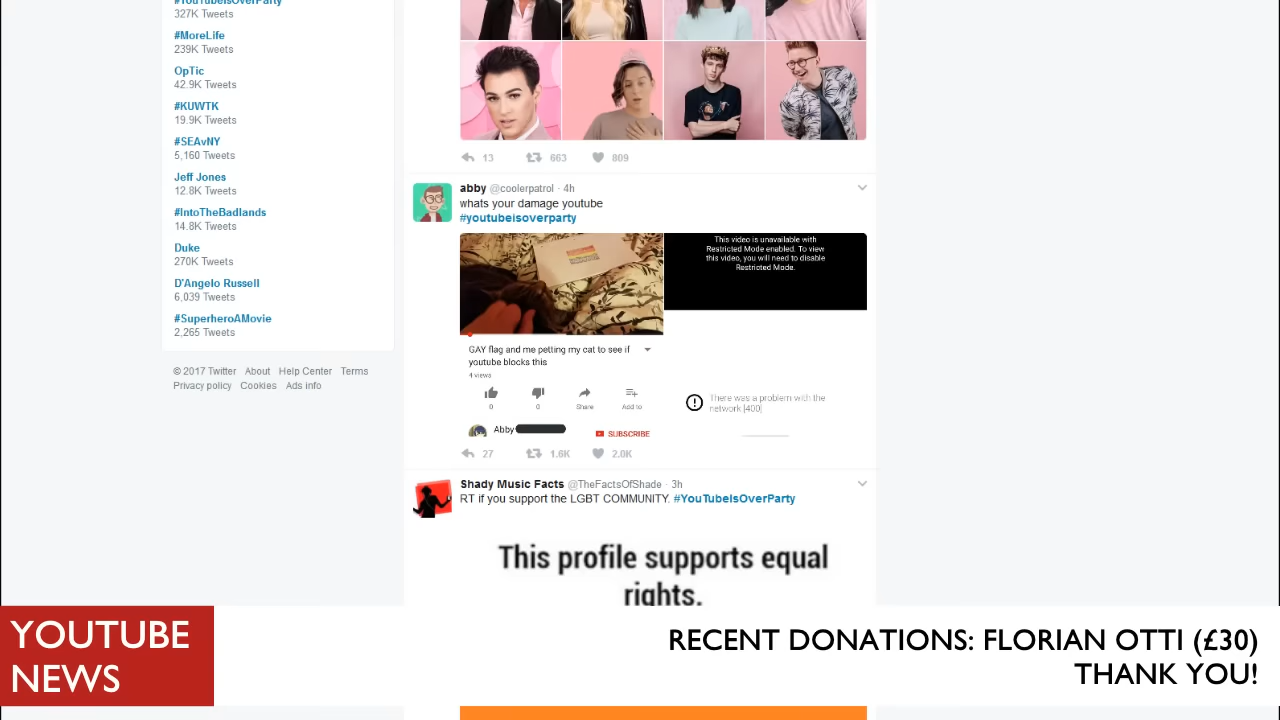 #YouTubeIsOverParty
327K Tweets
#MoreLife
239K Tweets
OpTic
42.9K Tweets
#KUWTK
19.9K Tweets
#SEAvNY
5,160 Tweets
Jeff Jones
12.8K Tweets
#IntoTheBadlands
14.8K Tweets
Duke
270K Tweets
D'Angelo Russell
6,039 Tweets
#SuperheroAMovie
2,265 Tweets
© 2017 Twitter About Help Center Terms
Privacy policy Cookies Ads info
13 663 809
abby @coolerpatrol · 4h
whats your damage youtube
#youtubeisoverparty
This video is unavailable with
Restricted Mode enabled. To view
this video, you will need to disable
Restricted Mode.
GAY flag and me petting my cat to see if
youtube blocks this
4 views
0 0 Share Add to
There was a problem with the
network [400]
Abby
SUBSCRIBE
27 1.6K 2.0K
Shady Music Facts @TheFactsOfShade · 3h
RT if you support the LGBT COMMUNITY. #YouTubeIsOverParty
This profile supports equal
rights.
YOUTUBE
NEWS
RECENT DONATIONS: FLORIAN OTTI (£30)
THANK YOU!